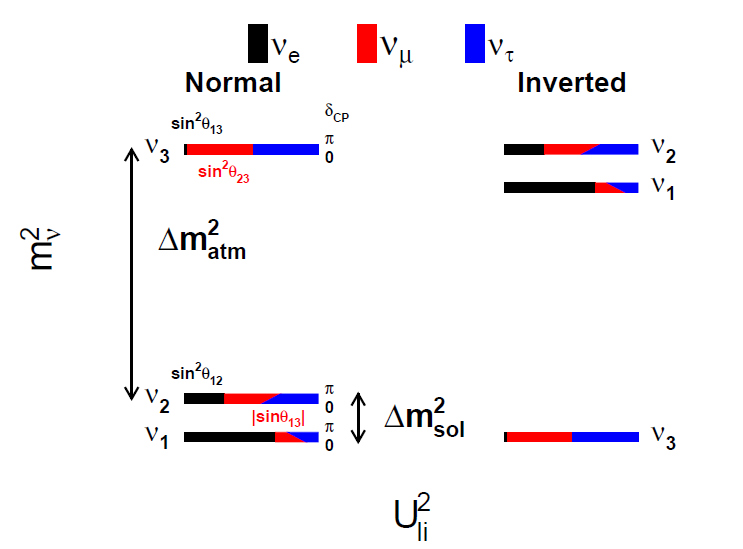 νe νμ ντ
Normal Inverted
sin²θ13 δCP
ν3 π ν2
0
sin²θ23
ν1
m²ν Δm²atm
sin²θ12
ν2 π
0
|sinθ13| Δm²sol
ν1 π ν3
0
U²li